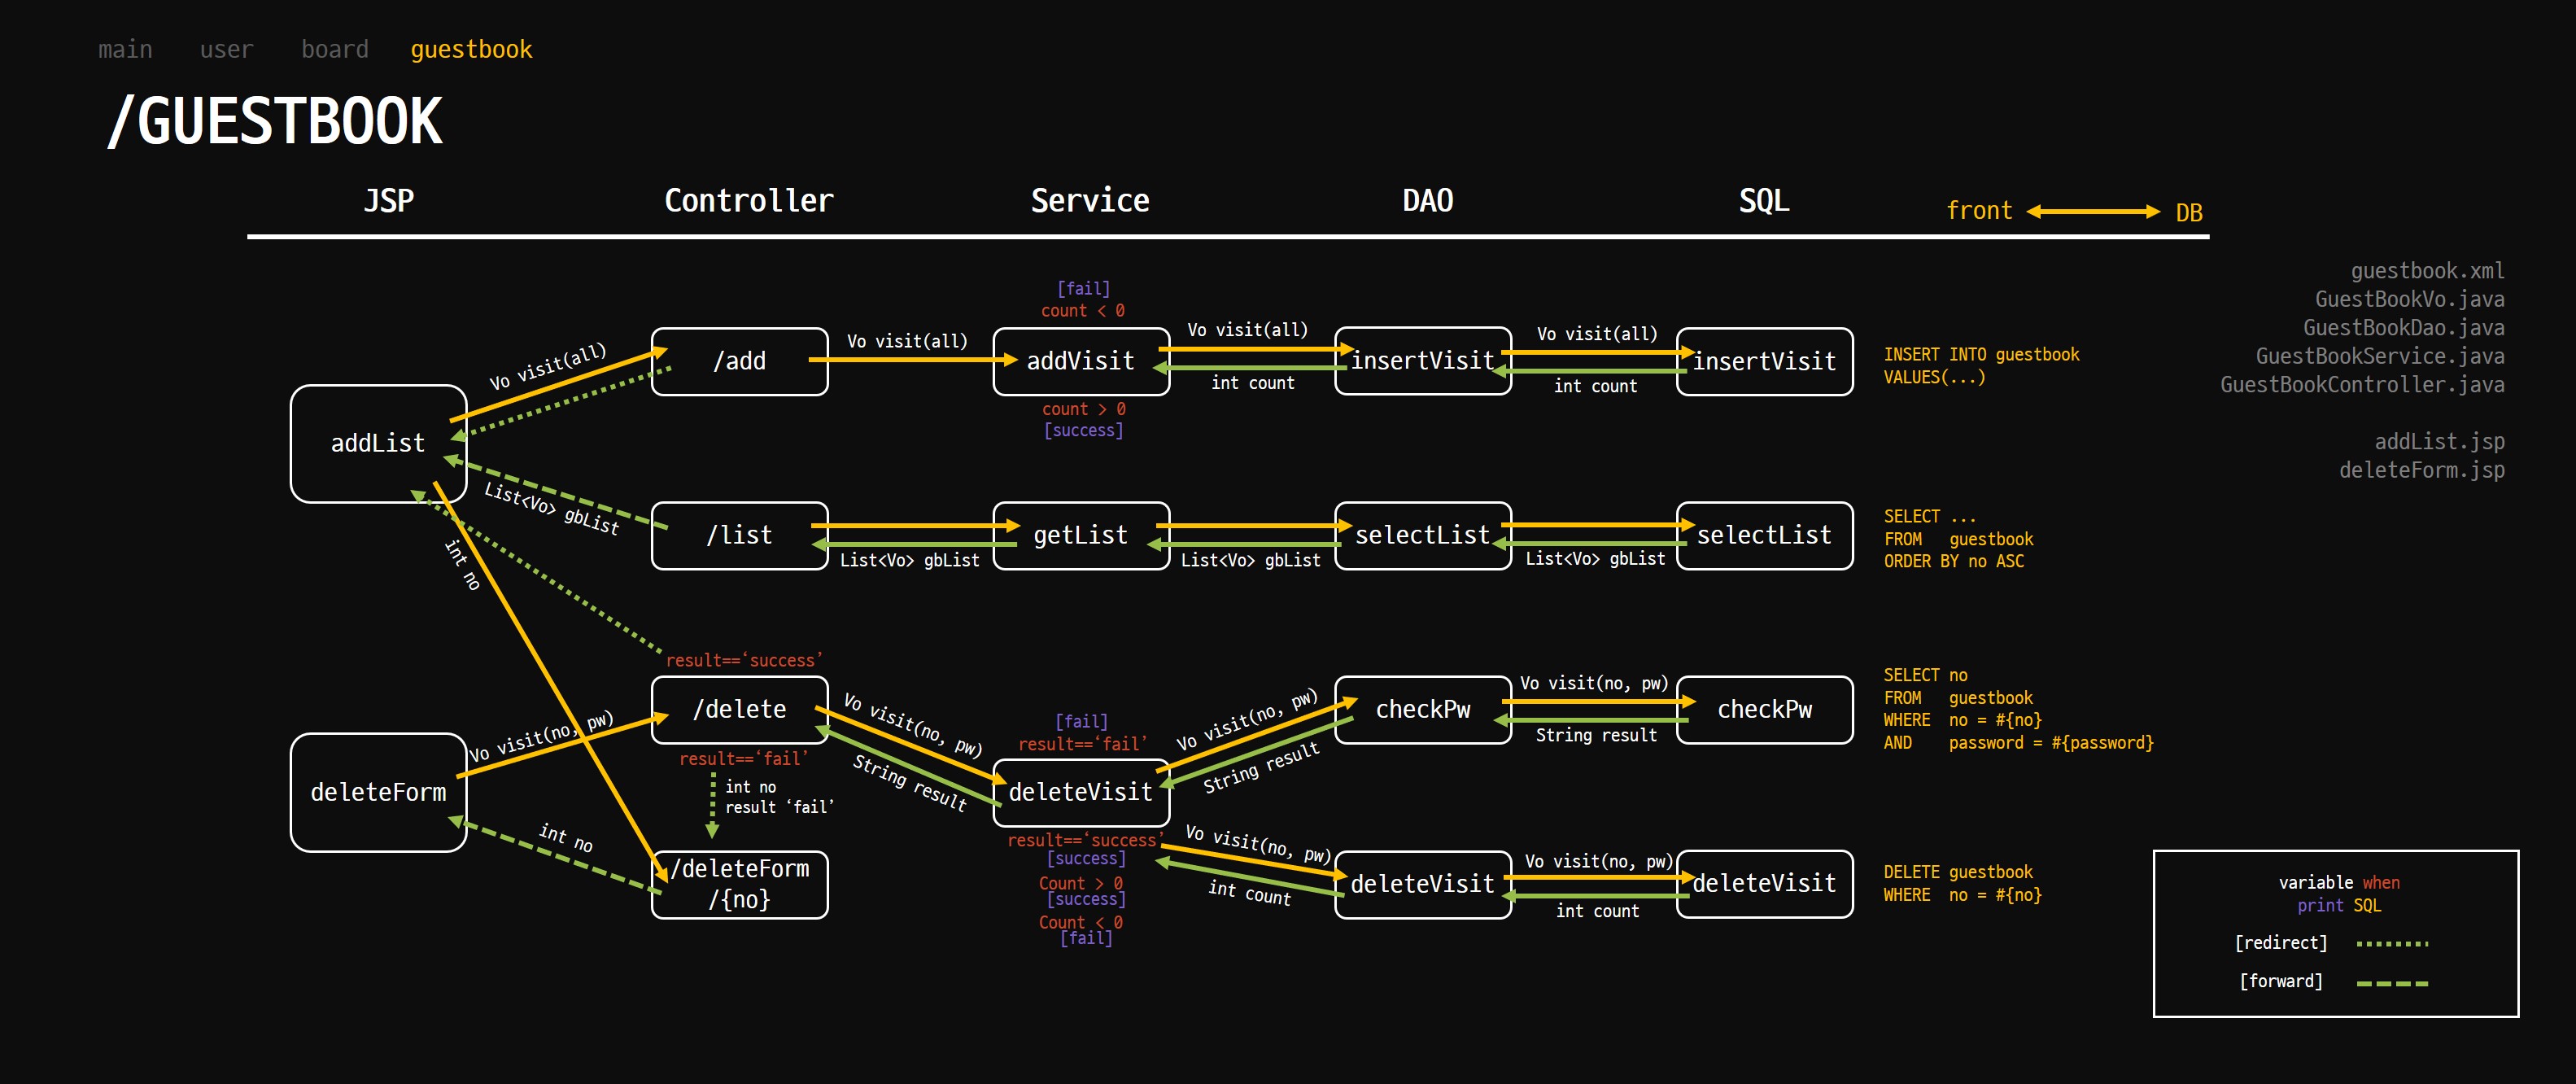 main user board guestbook
/GUESTBOOK
JSP Controller Service DAO SQL front DB
guestbook.xml
GuestBookVo.java
GuestBookDao.java
GuestBookService.java
GuestBookController.java
addList.jsp
deleteForm.jsp
[fail]
count < 0
Vo visit(all)
/add
Vo visit(all)
addVisit
Vo visit(all)
int count
insertVisit
Vo visit(all)
int count
insertVisit
INSERT INTO guestbook
VALUES(...)
count > 0
[success]
addList
List<Vo> gbList
/list
List<Vo> gbList
getList
List<Vo> gbList
selectList
List<Vo> gbList
selectList
SELECT ...
FROM guestbook
ORDER BY no ASC
int no
result==‘success’
Vo visit(no, pw)
/delete
Vo visit(no, pw)
String result
[fail]
result==‘fail’
deleteVisit
Vo visit(no, pw)
String result
checkPw
Vo visit(no, pw)
String result
checkPw
SELECT no
FROM guestbook
WHERE no = #{no}
AND password = #{password}
result==‘fail’
int no
result ‘fail’
deleteForm
int no
/deleteForm
/{no}
result==‘success’
[success]
Count > 0
[success]
Count < 0
[fail]
Vo visit(no, pw)
int count
deleteVisit
Vo visit(no, pw)
int count
deleteVisit
DELETE guestbook
WHERE no = #{no}
variable when
print SQL
[redirect]
[forward]